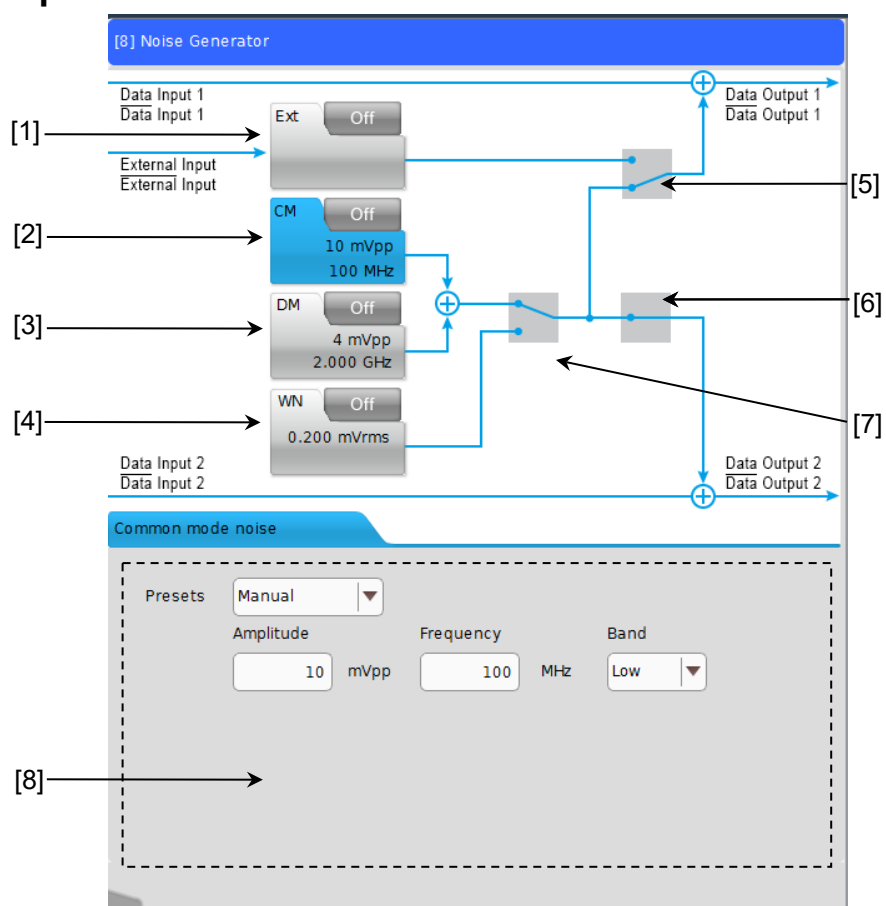 [8] Noise Generator
Data Input 1
Data Input 1
Data Output 1
Data Output 1
[1]
Ext
Off
External Input
External Input
[5]
[2]
CM
Off
10 mVpp
100 MHz
[3]
DM
Off
4 mVpp
2.000 GHz
[6]
[4]
WN
Off
0.200 mVrms
[7]
Data Input 2
Data Input 2
Data Output 2
Data Output 2
Common mode noise
Presets Manual
Amplitude Frequency Band
10 mVpp 100 MHz Low
[8]